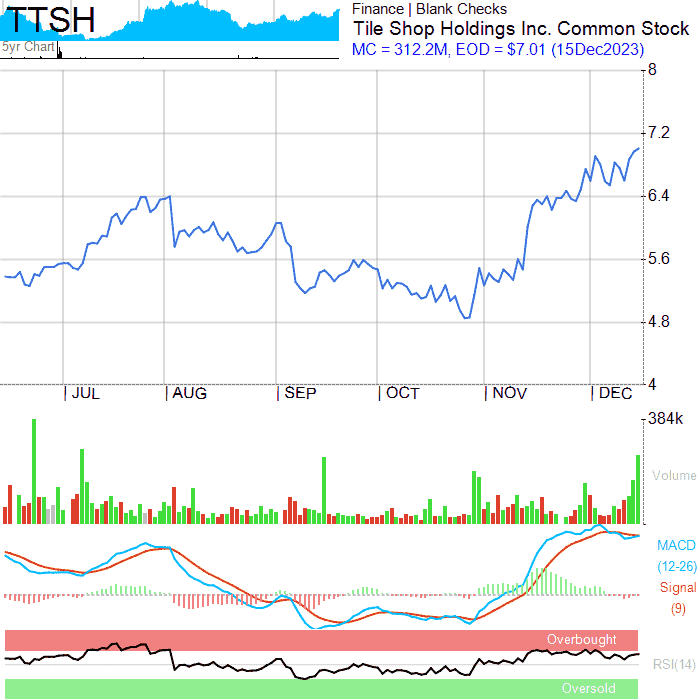 TTSH
5yr Chart
Finance | Blank Checks
Tile Shop Holdings Inc. Common Stock
MC = 312.2M, EOD = $7.01 (15Dec2023)
8
7.2
6.4
5.6
4.8
4
| JUL | AUG | SEP | OCT | NOV | DEC
384k
Volume
MACD
(12-26)
Signal
(9)
Overbought
RSI(14)
Oversold